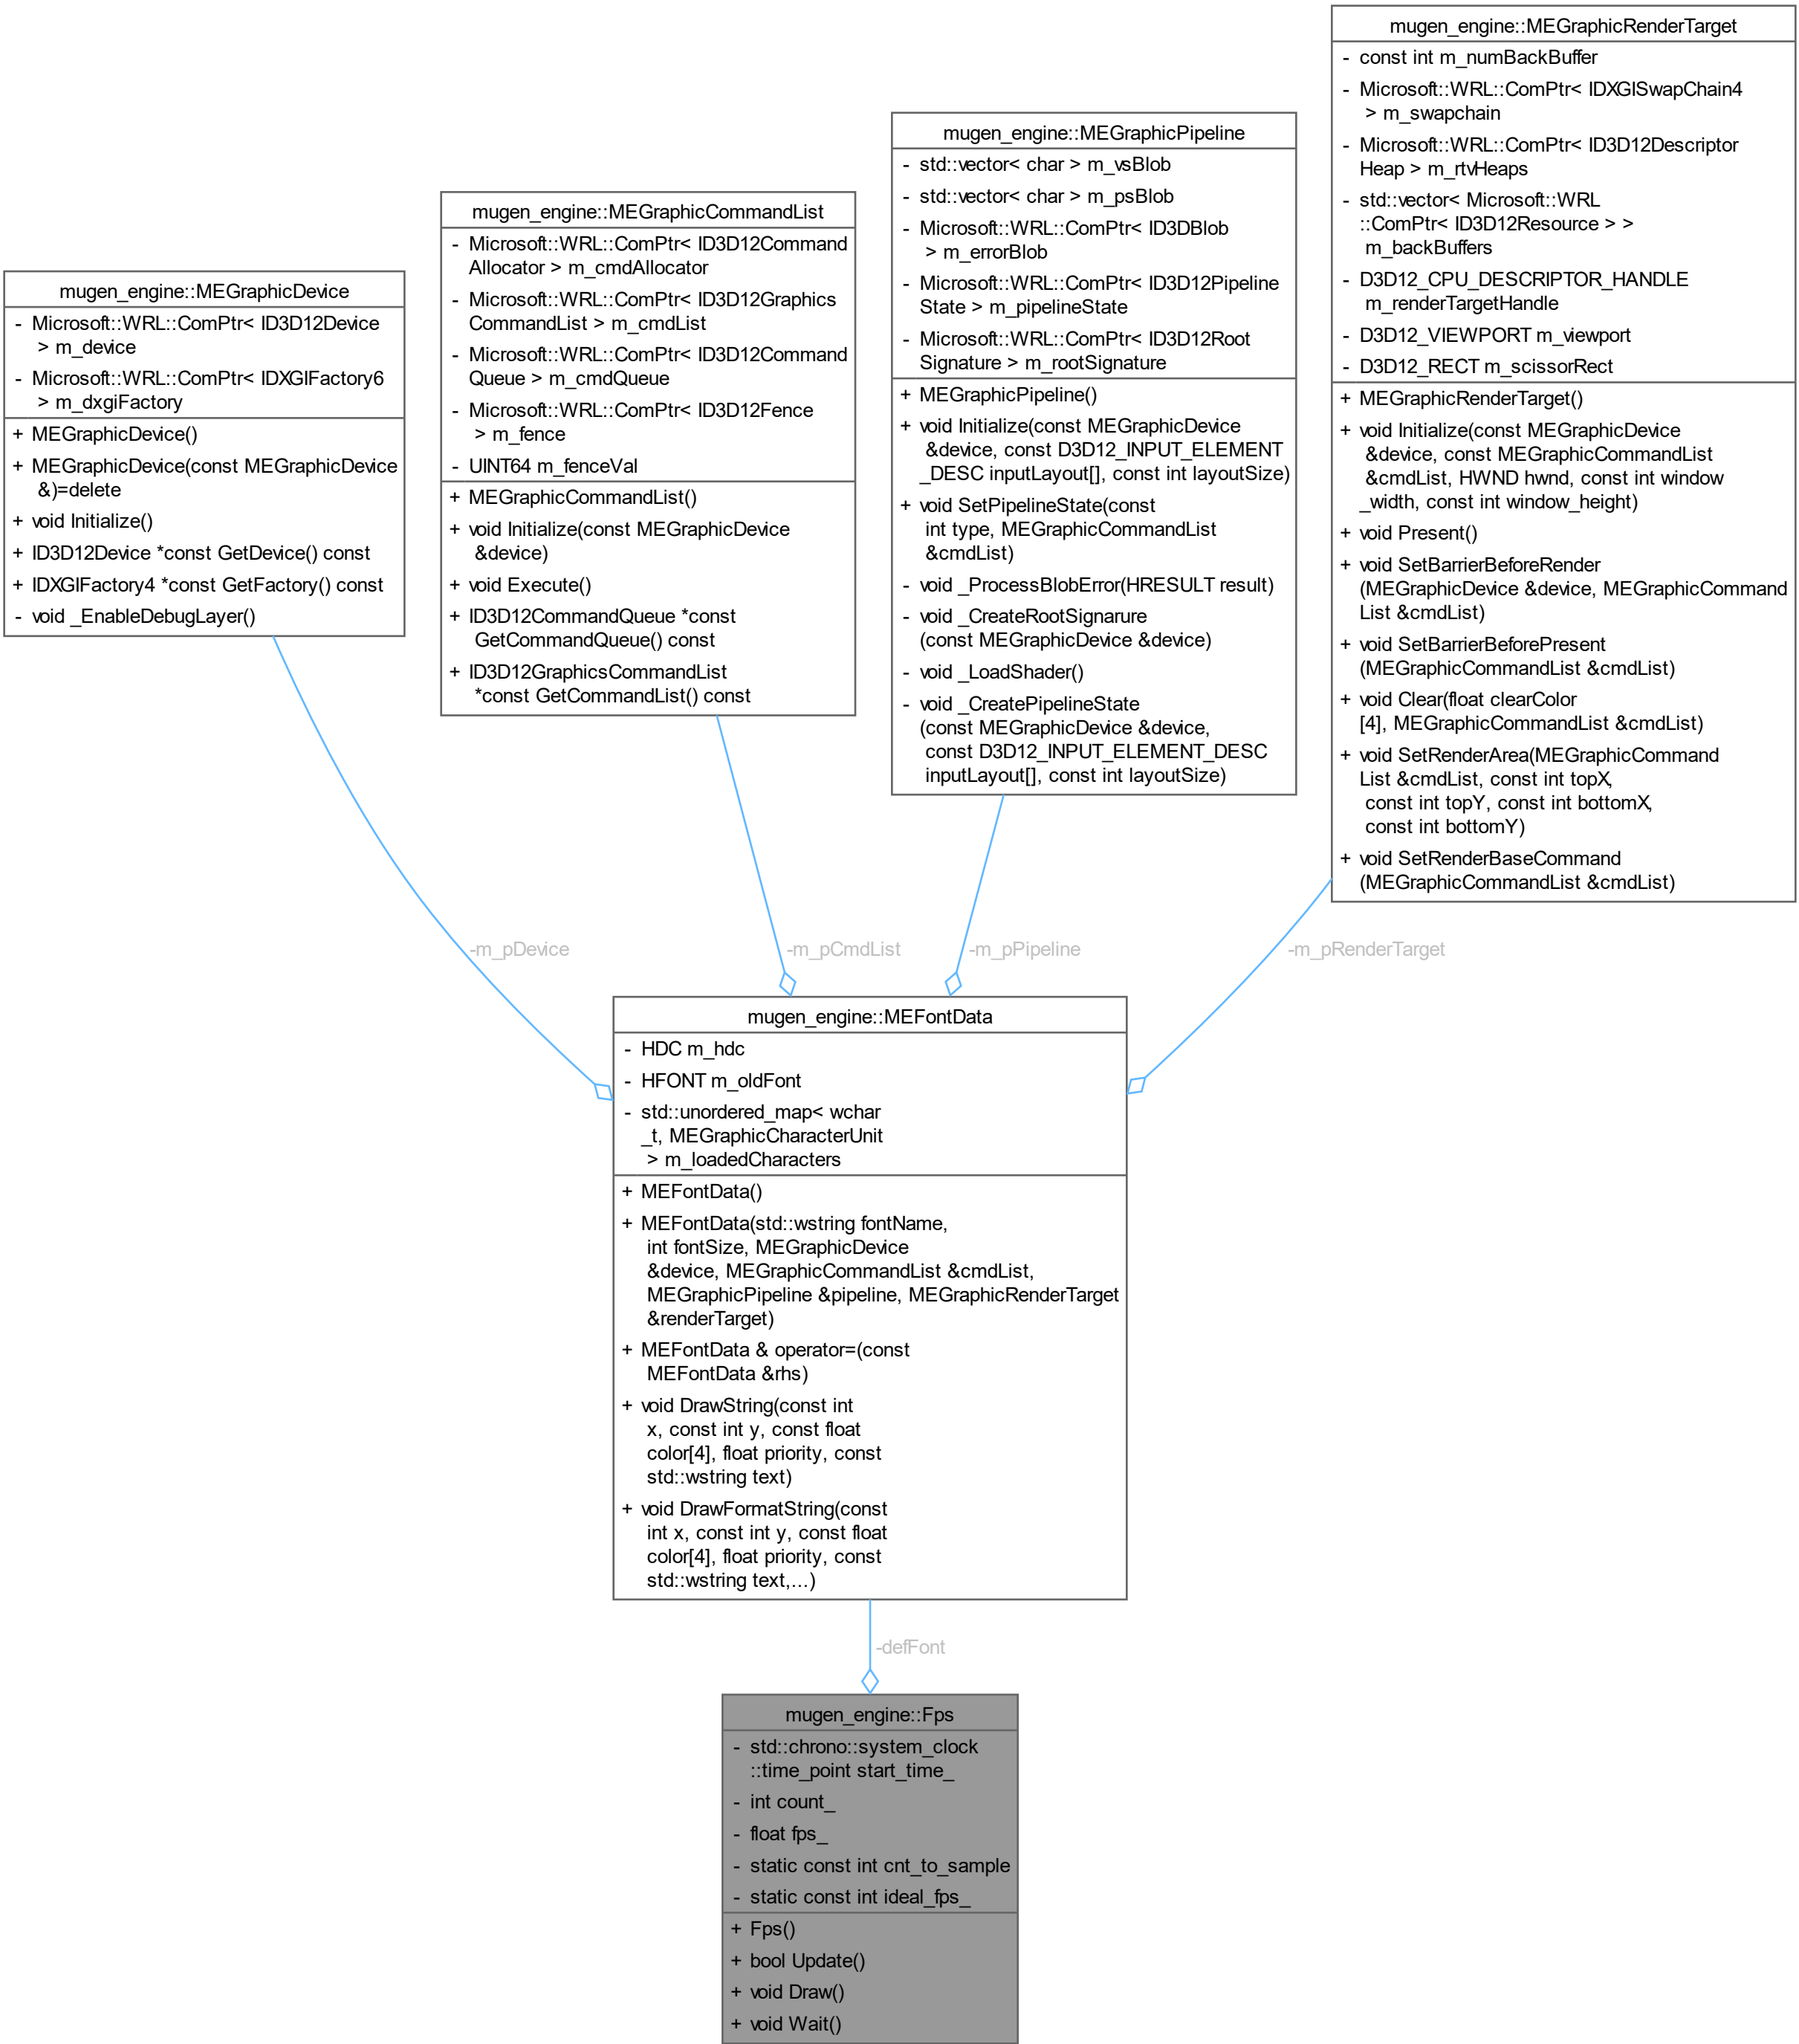 mugen_engine::MEGraphicRenderTarget
- const int m_numBackBuffer
- Microsoft::WRL::ComPtr< IDXGISwapChain4
> m_swapchain
- Microsoft::WRL::ComPtr< ID3D12Descriptor
Heap > m_rtvHeaps
- std::vector< Microsoft::WRL
::ComPtr< ID3D12Resource > >
m_backBuffers
- D3D12_CPU_DESCRIPTOR_HANDLE
m_renderTargetHandle
- D3D12_VIEWPORT m_viewport
- D3D12_RECT m_scissorRect
+ MEGraphicRenderTarget()
+ void Initialize(const MEGraphicDevice
&device, const MEGraphicCommandList
&cmdList, HWND hwnd, const int window
_width, const int window_height)
+ void Present()
+ void SetBarrierBeforeRender
(MEGraphicDevice &device, MEGraphicCommand
List &cmdList)
+ void SetBarrierBeforePresent
(MEGraphicCommandList &cmdList)
+ void Clear(float clearColor
[4], MEGraphicCommandList &cmdList)
+ void SetRenderArea(MEGraphicCommand
List &cmdList, const int topX,
const int topY, const int bottomX,
const int bottomY)
+ void SetRenderBaseCommand
(MEGraphicCommandList &cmdList)
mugen_engine::MEGraphicPipeline
- std::vector< char > m_vsBlob
- std::vector< char > m_psBlob
- Microsoft::WRL::ComPtr< ID3DBlob
> m_errorBlob
- Microsoft::WRL::ComPtr< ID3D12Pipeline
State > m_pipelineState
- Microsoft::WRL::ComPtr< ID3D12Root
Signature > m_rootSignature
+ MEGraphicPipeline()
+ void Initialize(const MEGraphicDevice
&device, const D3D12_INPUT_ELEMENT
_DESC inputLayout[], const int layoutSize)
+ void SetPipelineState(const
int type, MEGraphicCommandList
&cmdList)
- void _ProcessBlobError(HRESULT result)
- void _CreateRootSignarure
(const MEGraphicDevice &device)
- void _LoadShader()
- void _CreatePipelineState
(const MEGraphicDevice &device,
const D3D12_INPUT_ELEMENT_DESC
inputLayout[], const int layoutSize)
mugen_engine::MEGraphicCommandList
- Microsoft::WRL::ComPtr< ID3D12Command
Allocator > m_cmdAllocator
- Microsoft::WRL::ComPtr< ID3D12Graphics
CommandList > m_cmdList
- Microsoft::WRL::ComPtr< ID3D12Command
Queue > m_cmdQueue
- Microsoft::WRL::ComPtr< ID3D12Fence
> m_fence
- UINT64 m_fenceVal
+ MEGraphicCommandList()
+ void Initialize(const MEGraphicDevice
&device)
+ void Execute()
+ ID3D12CommandQueue *const
GetCommandQueue() const
+ ID3D12GraphicsCommandList
*const GetCommandList() const
mugen_engine::MEGraphicDevice
- Microsoft::WRL::ComPtr< ID3D12Device
> m_device
- Microsoft::WRL::ComPtr< IDXGIFactory6
> m_dxgiFactory
+ MEGraphicDevice()
+ MEGraphicDevice(const MEGraphicDevice
&)=delete
+ void Initialize()
+ ID3D12Device *const GetDevice() const
+ IDXGIFactory4 *const GetFactory() const
- void _EnableDebugLayer()
-m_pDevice
-m_pCmdList
-m_pPipeline
-m_pRenderTarget
mugen_engine::MEFontData
- HDC m_hdc
- HFONT m_oldFont
- std::unordered_map< wchar
_t, MEGraphicCharacterUnit
> m_loadedCharacters
+ MEFontData()
+ MEFontData(std::wstring fontName,
int fontSize, MEGraphicDevice
&device, MEGraphicCommandList &cmdList,
MEGraphicPipeline &pipeline, MEGraphicRenderTarget
&renderTarget)
+ MEFontData & operator=(const
MEFontData &rhs)
+ void DrawString(const int
x, const int y, const float
color[4], float priority, const
std::wstring text)
+ void DrawFormatString(const
int x, const int y, const float
color[4], float priority, const
std::wstring text,...)
-defFont
mugen_engine::Fps
- std::chrono::system_clock
::time_point start_time_
- int count_
- float fps_
- static const int cnt_to_sample
- static const int ideal_fps_
+ Fps()
+ bool Update()
+ void Draw()
+ void Wait()